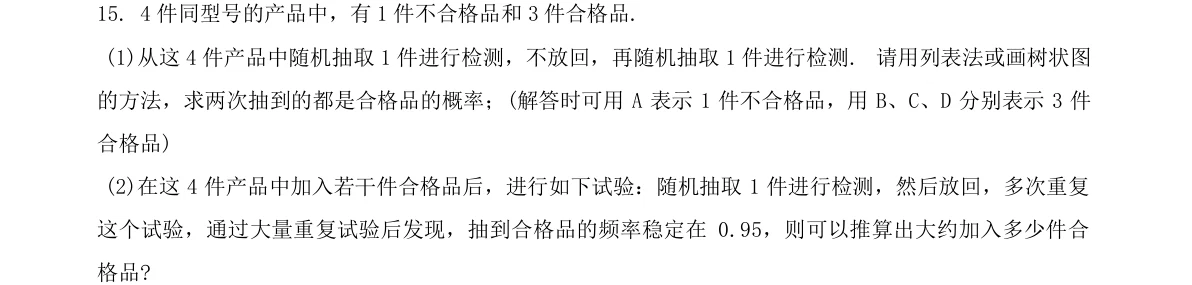 15. 4 件同型号的产品中，有 1 件不合格品和 3 件合格品.
(1)从这 4 件产品中随机抽取 1 件进行检测，不放回，再随机抽取 1 件进行检测. 请用列表法或画树状图
的方法，求两次抽到的都是合格品的概率；(解答时可用 A 表示 1 件不合格品，用 B、C、D 分别表示 3 件
合格品)
(2)在这 4 件产品中加入若干件合格品后，进行如下试验：随机抽取 1 件进行检测，然后放回，多次重复
这个试验，通过大量重复试验后发现，抽到合格品的频率稳定在 0.95，则可以推算出大约加入多少件合
格品?